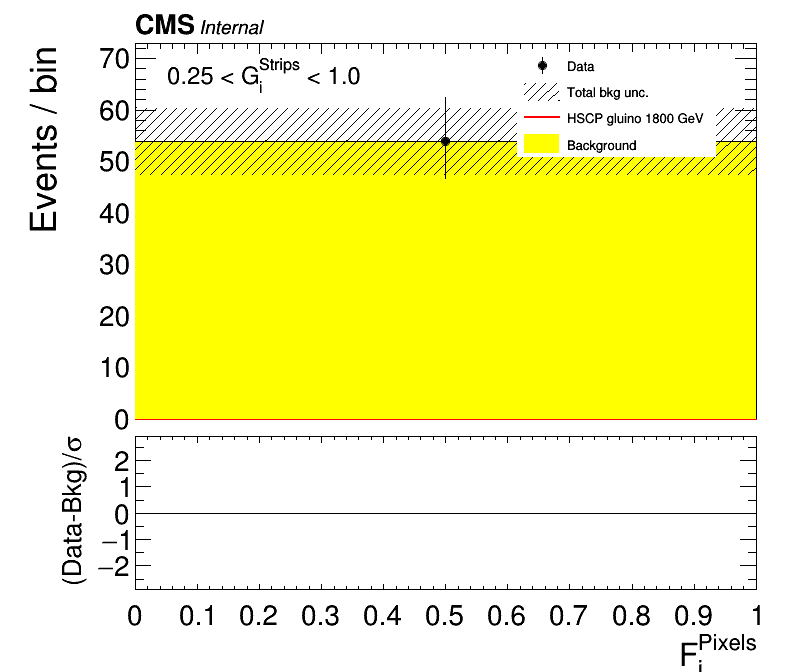 CMS Internal
Events / bin
70
60
50
40
30
20
10
0
0.25 < G_i^Strips < 1.0
Data
Total bkg unc.
HSCP gluino 1800 GeV
Background
(Data-Bkg)/σ
2
1
0
−1
−2
0 0.1 0.2 0.3 0.4 0.5 0.6 0.7 0.8 0.9 1
F_i^Pixels